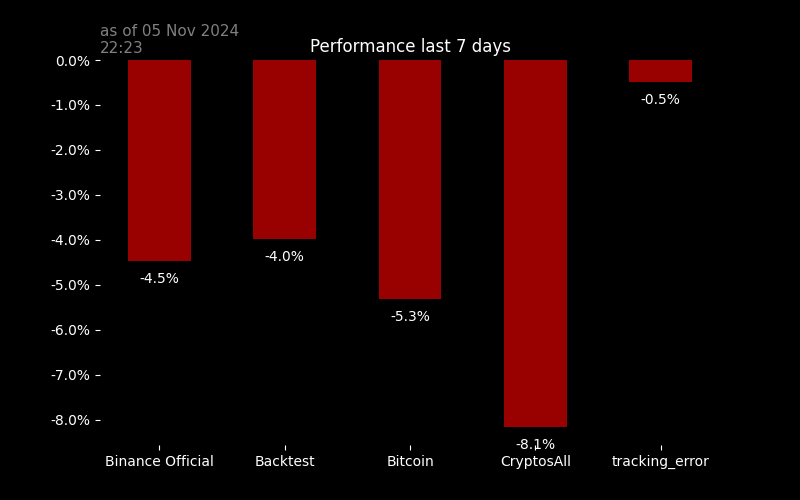 as of 05 Nov 2024
22:23
Performance last 7 days
0.0%
-1.0%
-2.0%
-3.0%
-4.0%
-5.0%
-6.0%
-7.0%
-8.0%
-4.5%
-4.0%
-5.3%
-8.1%
-0.5%
Binance Official
Backtest
Bitcoin
CryptosAll
tracking_error